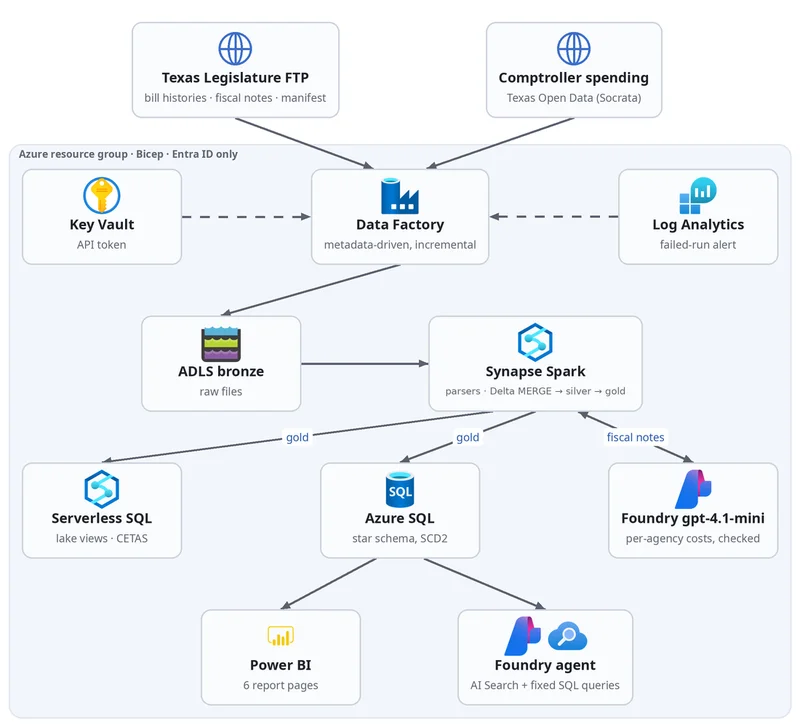 Texas Legislature FTP
bill histories · fiscal notes · manifest
Comptroller spending
Texas Open Data (Socrata)
Azure resource group · Bicep · Entra ID only
Key Vault
API token
Data Factory
metadata-driven, incremental
Log Analytics
failed-run alert
ADLS bronze
raw files
Synapse Spark
parsers · Delta MERGE → silver → gold
gold
gold
fiscal notes
Serverless SQL
lake views · CETAS
SQL
Azure SQL
star schema, SCD2
Foundry gpt-4.1-mini
per-agency costs, checked
Power BI
6 report pages
Foundry agent
AI Search + fixed SQL queries